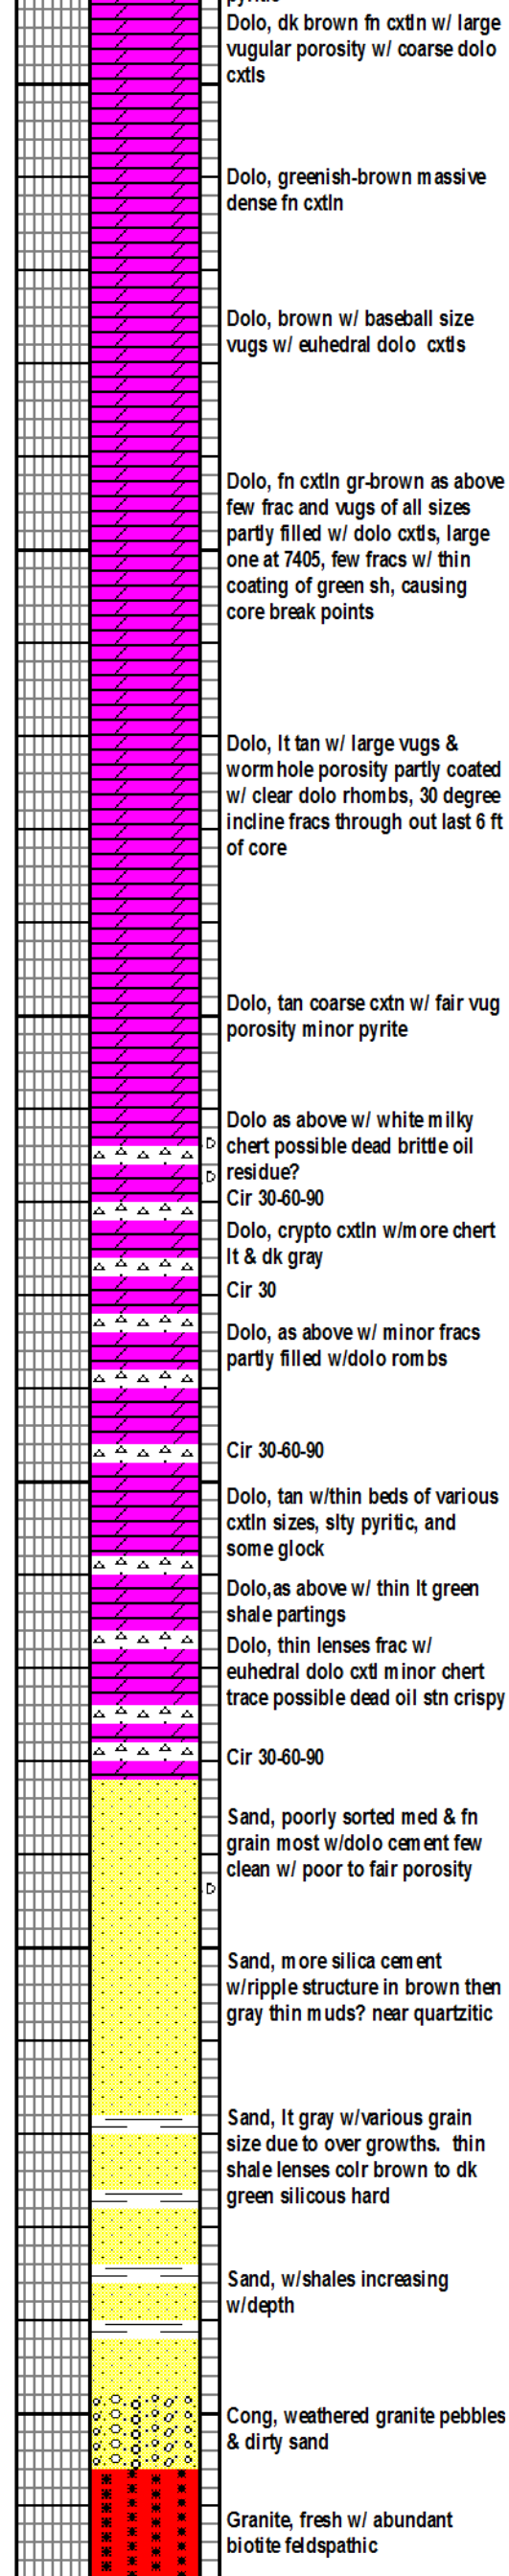 pyritic
Dolo, dk brown fn cxtln w/ large
vugular porosity w/ coarse dolo
cxtls
Dolo, greenish-brown massive
dense fn cxtln
Dolo, brown w/ baseball size
vugs w/ euhedral dolo cxtls
Dolo, fn cxtln gr-brown as above
few frac and vugs of all sizes
partly filled w/ dolo cxtls, large
one at 7405, few fracs w/ thin
coating of green sh, causing
core break points
Dolo, lt tan w/ large vugs &
wormhole porosity partly coated
w/ clear dolo rhombs, 30 degree
incline fracs through out last 6 ft
of core
Dolo, tan coarse cxtn w/ fair vug
porosity minor pyrite
Dolo as above w/ white milky
D
chert possible dead brittle oil
residue?
D
Cir 30-60-90
Dolo, crypto cxtln w/more chert
lt & dk gray
Cir 30
Dolo, as above w/ minor fracs
partly filled w/dolo rombs
Cir 30-60-90
Dolo, tan w/thin beds of various
cxtln sizes, slty pyritic, and
some glock
Dolo,as above w/ thin lt green
shale partings
Dolo, thin lenses frac w/
euhedral dolo cxtl minor chert
trace possible dead oil stn crispy
Cir 30-60-90
Sand, poorly sorted med & fn
grain most w/dolo cement few
clean w/ poor to fair porosity
D
Sand, more silica cement
w/ripple structure in brown then
gray thin muds? near quartzitic
Sand, lt gray w/various grain
size due to over growths. thin
shale lenses colr brown to dk
green silicous hard
Sand, w/shales increasing
w/depth
Cong, weathered granite pebbles
& dirty sand
Granite, fresh w/ abundant
biotite feldspathic